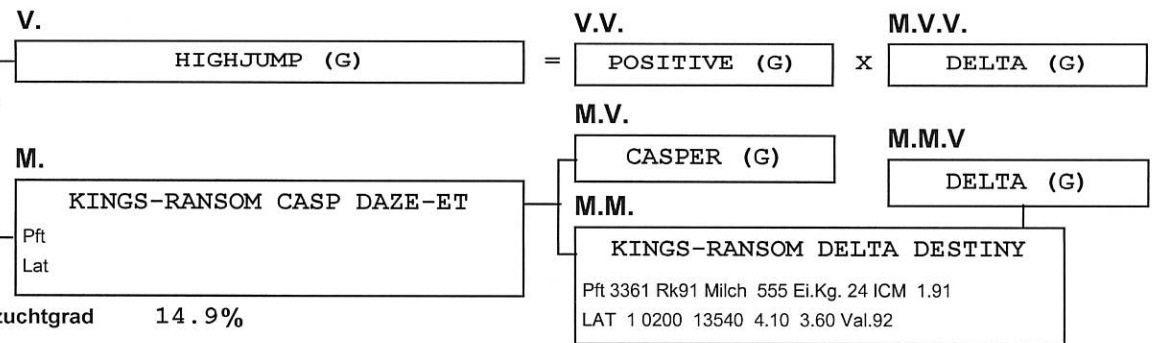 V.
V.V.
M.V.V.
HIGHJUMP (G)
=
POSITIVE (G)
x
DELTA (G)
M.V.
M.M.V
M.
CASPER (G)
DELTA (G)
KINGS-RANSOM CASP DAZE-ET
M.M.
Pft
Lat
KINGS-RANSOM DELTA DESTINY
Pft 3361 Rk91 Milch 555 Ei.Kg. 24 ICM 1.91
LAT 1 0200 13540 4.10 3.60 Val.92
zuchtgrad 14.9%